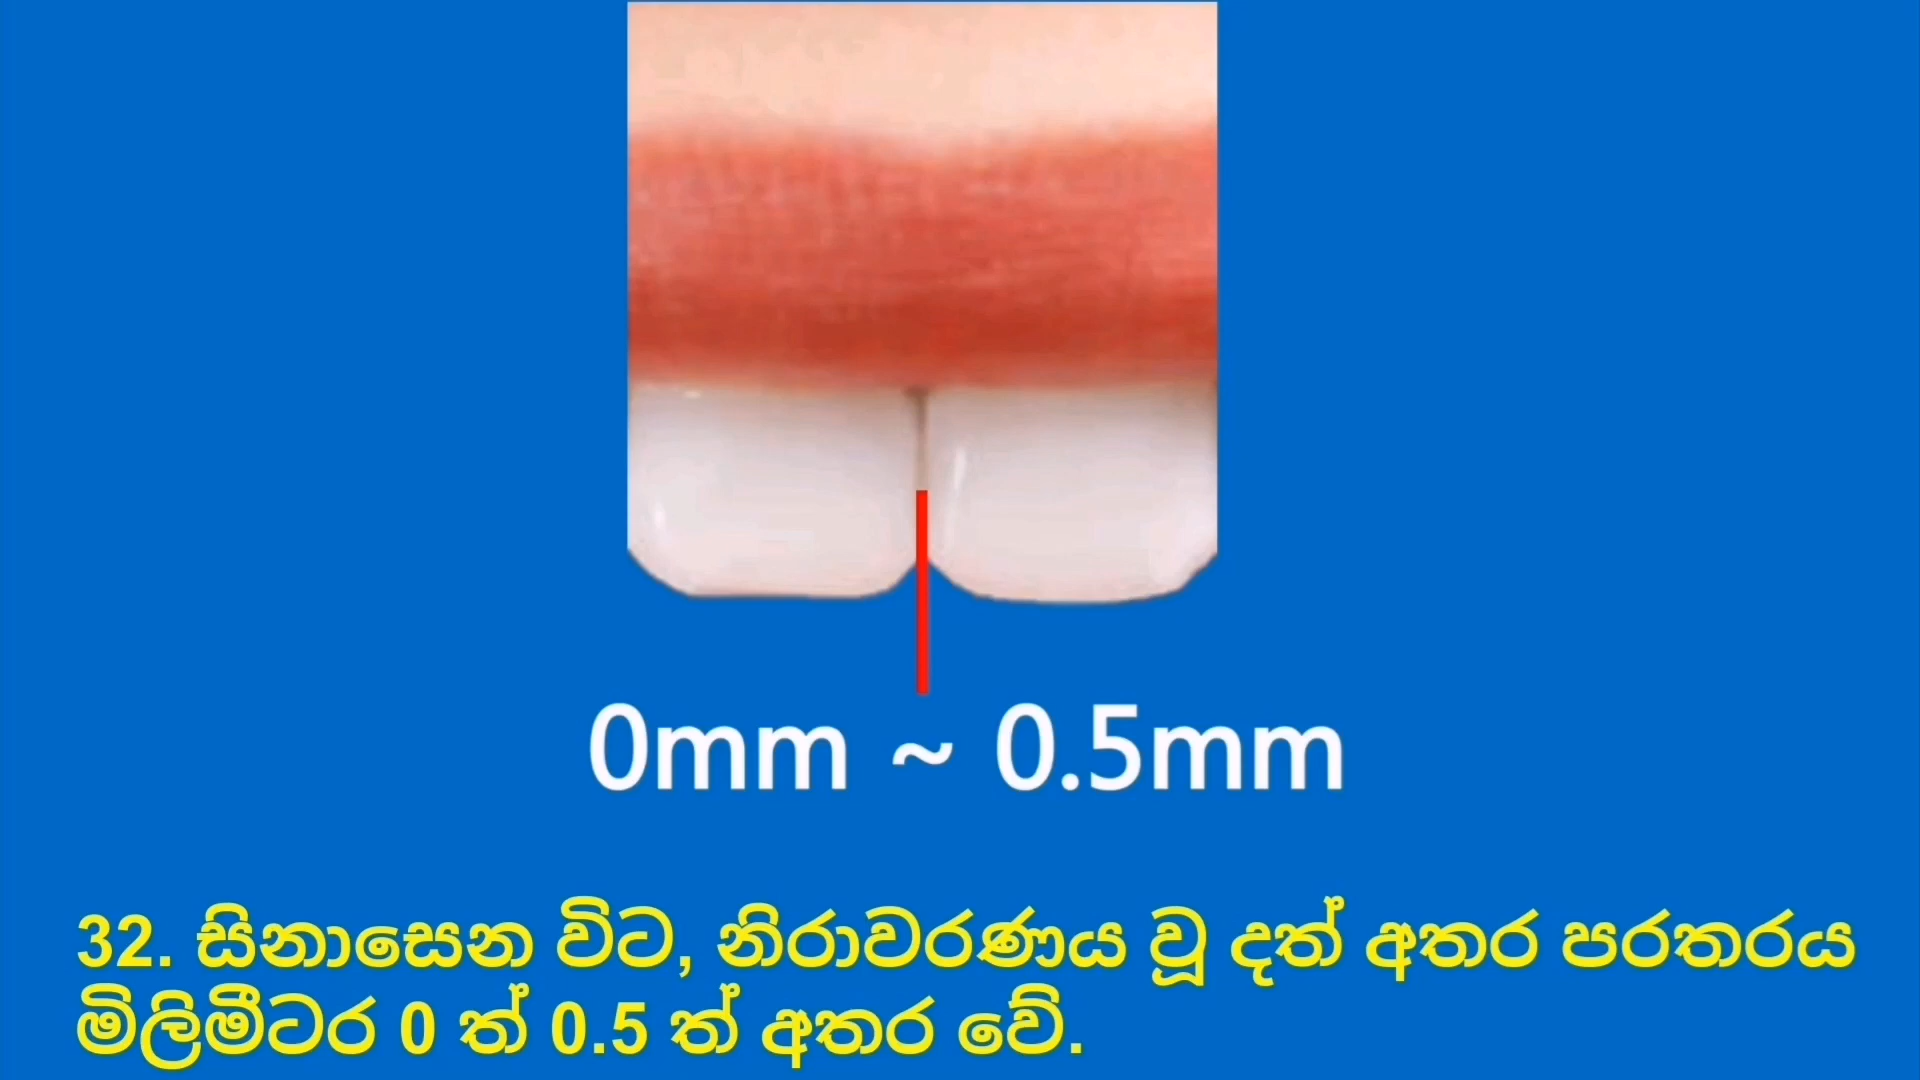 0mm ~ 0.5mm
32. සිනාසෙන විට, නිරාවරණය වූ දත් අතර පරතරය
මිලිමීටර 0 ත් 0.5 ත් අතර වේ.